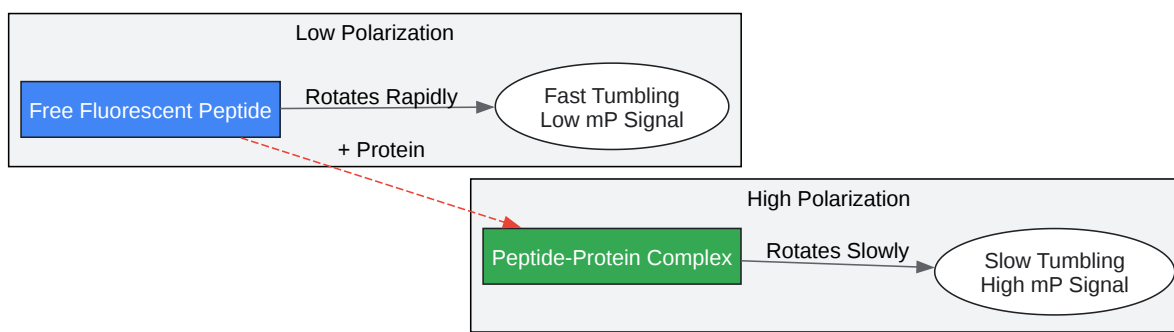 Low Polarization
Free Fluorescent Peptide
Rotates Rapidly
Fast Tumbling
Low mP Signal
+ Protein
High Polarization
Peptide-Protein Complex
Rotates Slowly
Slow Tumbling
High mP Signal